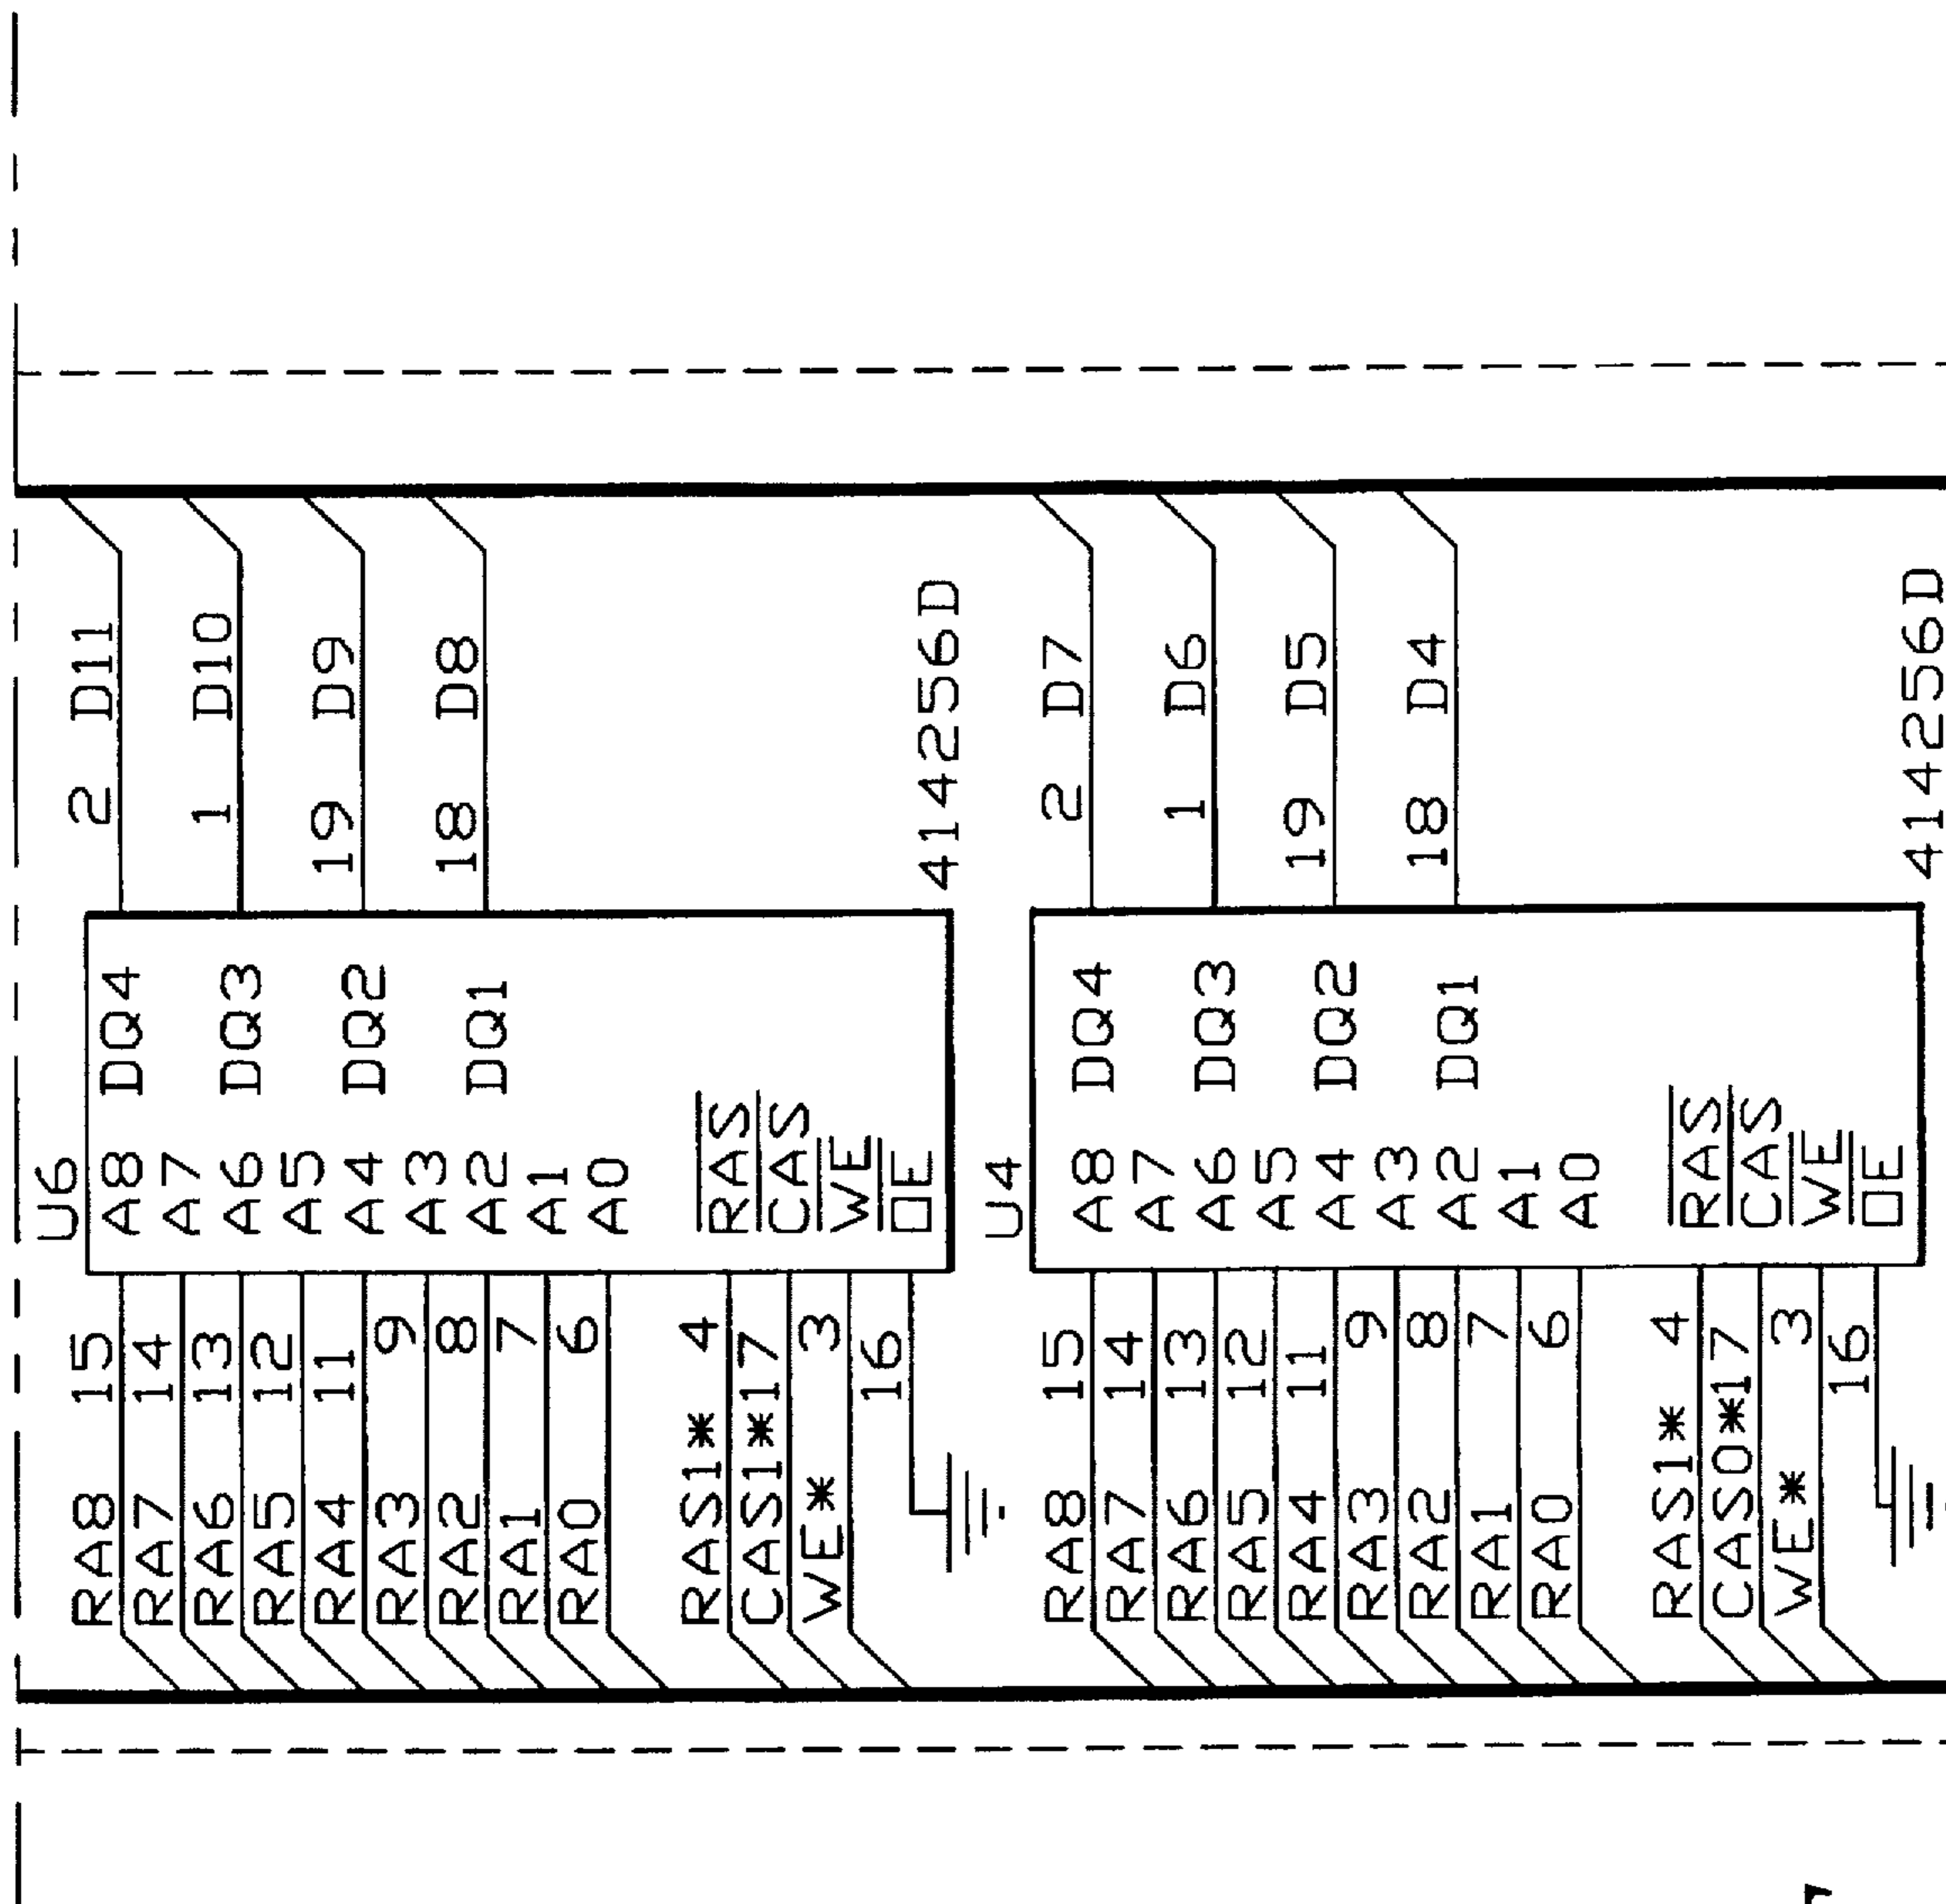 U6
RA8 15 A8 DQ4 2 D11
RA7 14 A7
RA6 13 A6 DQ3 1 D10
RA5 12 A5
RA4 11 A4 DQ2 19 D9
RA3 9 A3
RA2 8 A2 DQ1 18 D8
RA1 7 A1
RA0 6 A0
RAS1* 4 RAS
CAS1*17 CAS
WE* 3 WE
16 OE
414256D
U4
RA8 15 A8 DQ4 2 D7
RA7 14 A7
RA6 13 A6 DQ3 1 D6
RA5 12 A5
RA4 11 A4 DQ2 19 D5
RA3 9 A3
RA2 8 A2 DQ1 18 D4
RA1 7 A1
RA0 6 A0
RAS1* 4 RAS
CAS0*17 CAS
WE* 3 WE
16 OE
414256D